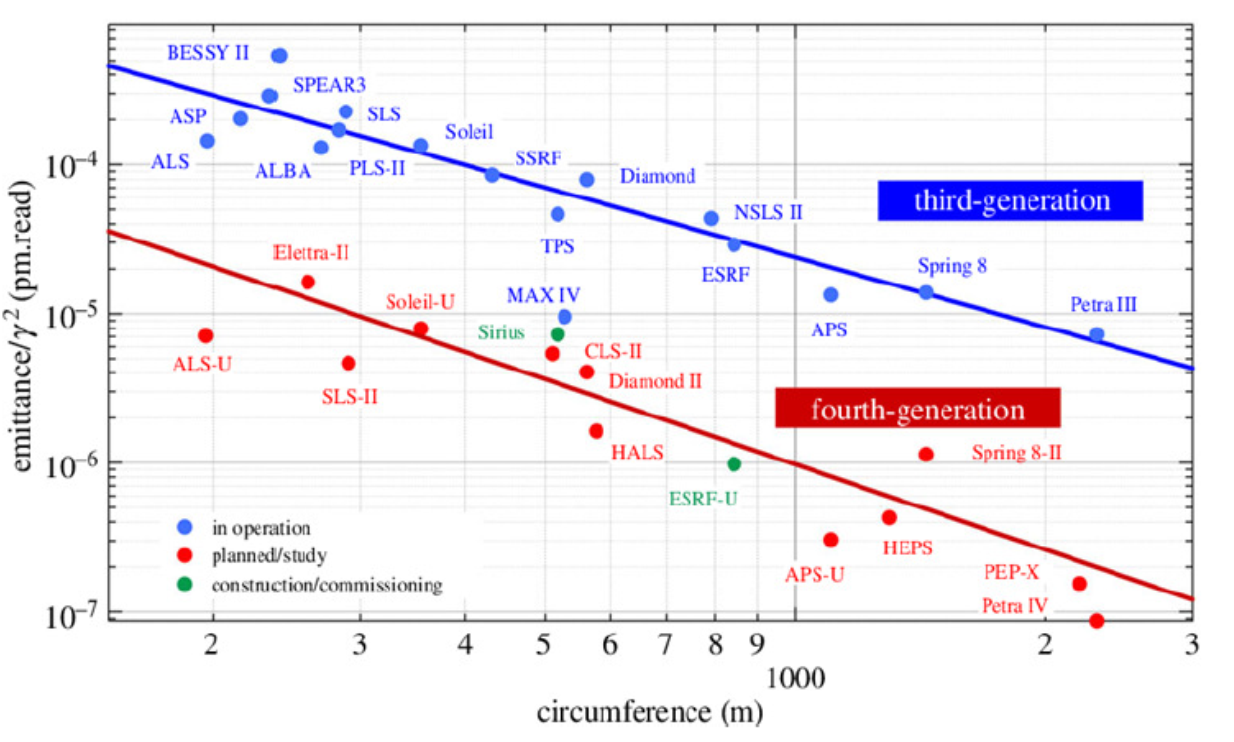 BESSY II
SPEAR3
ASP
SLS
Soleil
ALS
ALBA
PLS-II
SSRF
Diamond
10⁻⁴
third-generation
NSLS II
TPS
Elettra-II
ESRF
Spring 8
MAX IV
Soleil-U
Petra III
10⁻⁵
Sirius
APS
CLS-II
ALS-U
Diamond II
SLS-II
fourth-generation
HALS
Spring 8-II
10⁻⁶
ESRF-U
in operation
HEPS
planned/study
APS-U
PEP-X
construction/commissioning
Petra IV
10⁻⁷
2 3 4 5 6 7 8 9 2 3
1000
circumference (m)
emittance/γ² (pm.read)